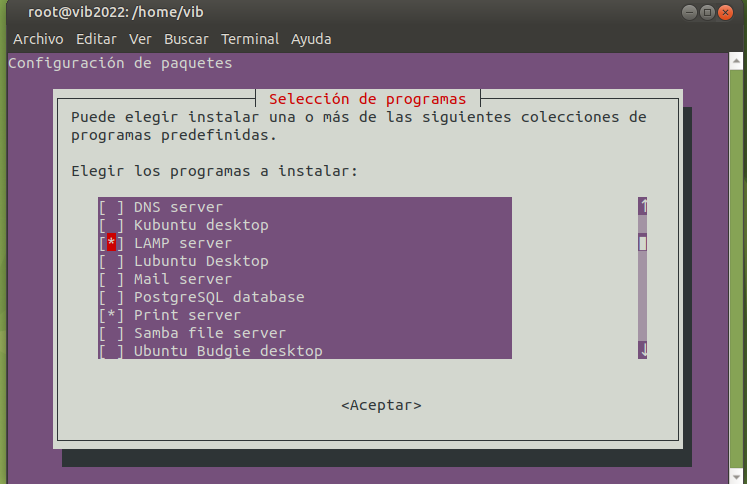 root@vib2022: /home/vib
Archivo Editar Ver Buscar Terminal Ayuda
Configuración de paquetes
Selección de programas
Puede elegir instalar una o más de las siguientes colecciones de
programas predefinidas.
Elegir los programas a instalar:
[ ] DNS server
[ ] Kubuntu desktop
[*] LAMP server
[ ] Lubuntu Desktop
[ ] Mail server
[ ] PostgreSQL database
[*] Print server
[ ] Samba file server
[ ] Ubuntu Budgie desktop
<Aceptar>